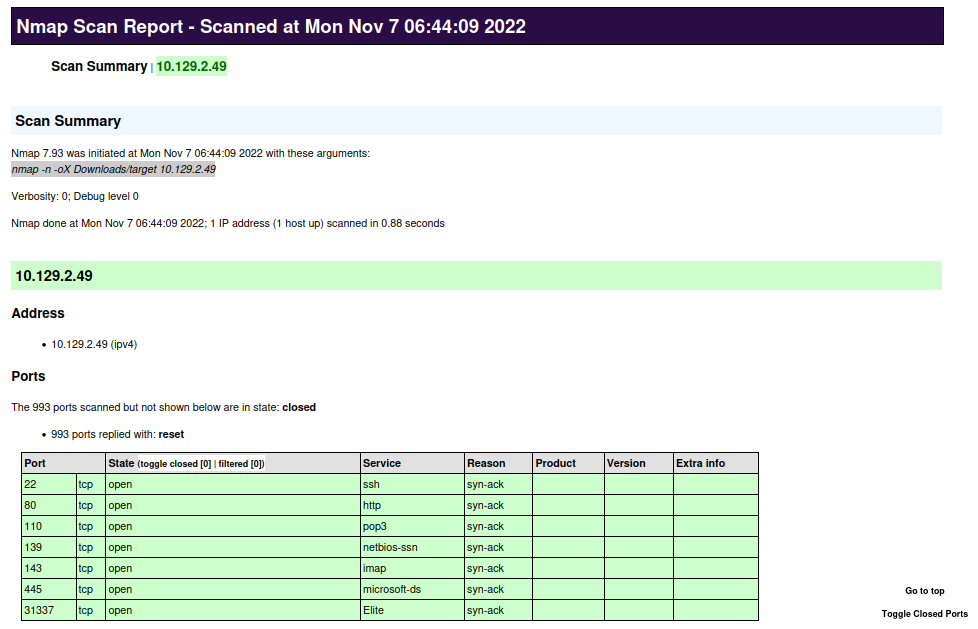 Nmap Scan Report - Scanned at Mon Nov 7 06:44:09 2022
Scan Summary | 10.129.2.49
Scan Summary
Nmap 7.93 was initiated at Mon Nov 7 06:44:09 2022 with these arguments:
nmap -n -oX Downloads/target 10.129.2.49
Verbosity: 0; Debug level 0
Nmap done at Mon Nov 7 06:44:09 2022; 1 IP address (1 host up) scanned in 0.88 seconds
10.129.2.49
Address
• 10.129.2.49 (ipv4)
Ports
The 993 ports scanned but not shown below are in state: closed
• 993 ports replied with: reset
Port State (toggle closed [0] | filtered [0]) Service Reason Product Version Extra info
22 tcp open ssh syn-ack
80 tcp open http syn-ack
110 tcp open pop3 syn-ack
139 tcp open netbios-ssn syn-ack
143 tcp open imap syn-ack
445 tcp open microsoft-ds syn-ack
31337 tcp open Elite syn-ack
Go to top
Toggle Closed Ports